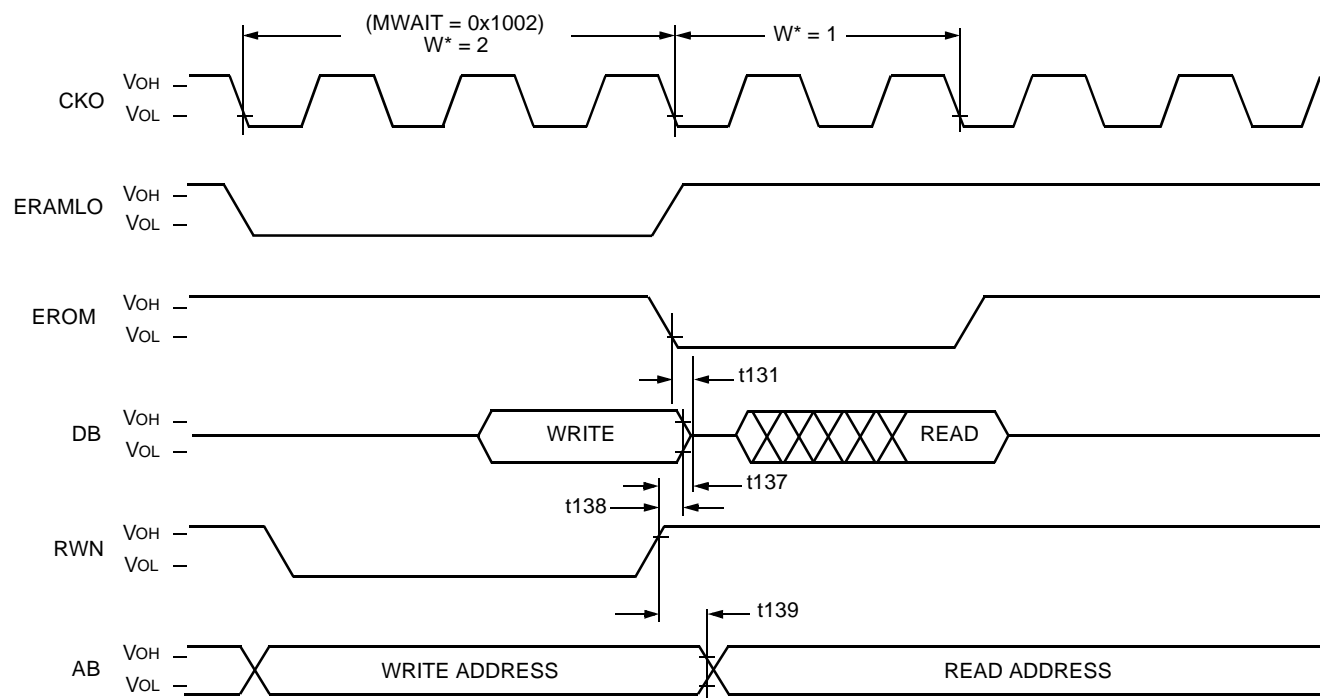 (MWAIT = 0x1002)
W* = 2
W* = 1
CKO
VOH
VOL
ERAMLO
VOH
VOL
EROM
VOH
VOL
t131
DB
VOH
VOL
WRITE
READ
t137
t138
RWN
VOH
VOL
t139
AB
VOH
VOL
WRITE ADDRESS
READ ADDRESS